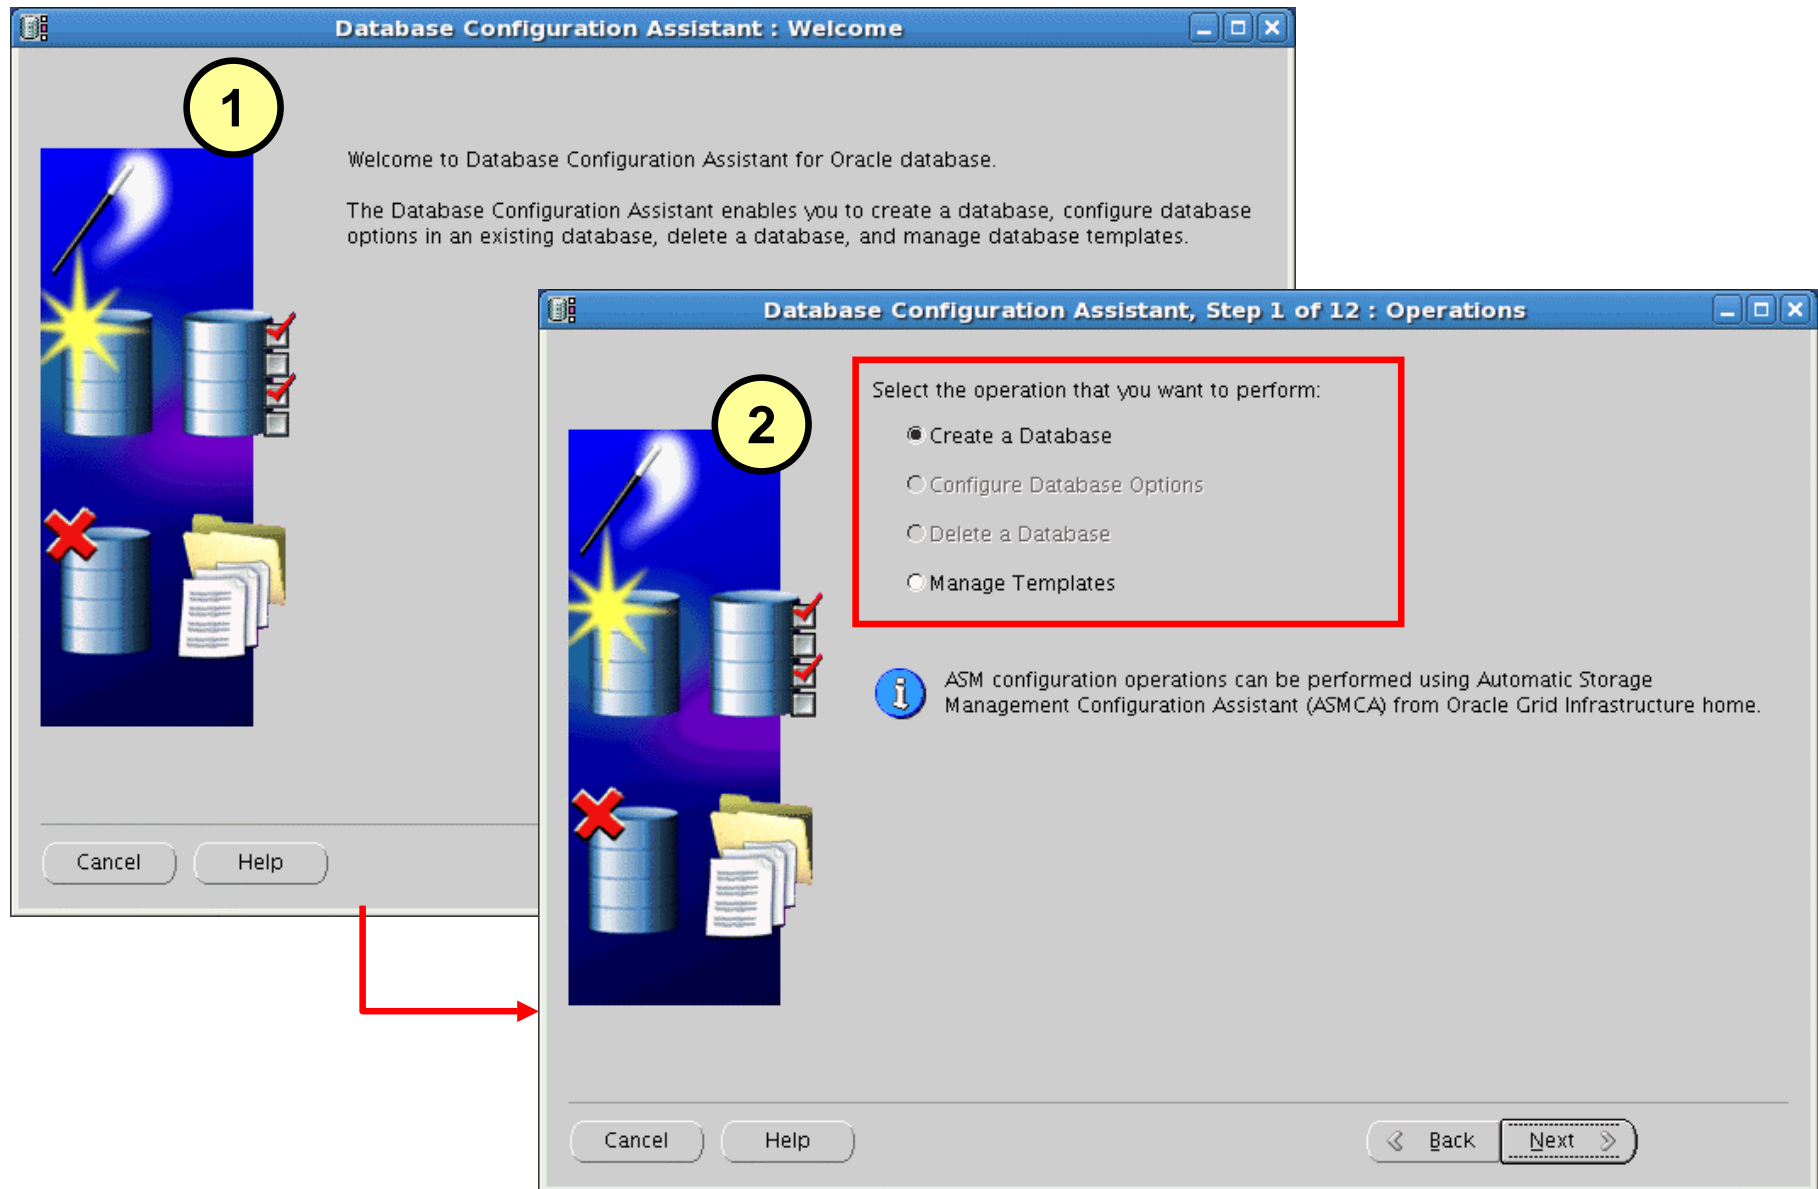 Database Configuration Assistant : Welcome
1
Welcome to Database Configuration Assistant for Oracle database.
The Database Configuration Assistant enables you to create a database, configure database
options in an existing database, delete a database, and manage database templates.
Cancel Help
Database Configuration Assistant, Step 1 of 12 : Operations
2
Select the operation that you want to perform:
Create a Database
Configure Database Options
Delete a Database
Manage Templates
ASM configuration operations can be performed using Automatic Storage
Management Configuration Assistant (ASMCA) from Oracle Grid Infrastructure home.
Cancel Help Back Next